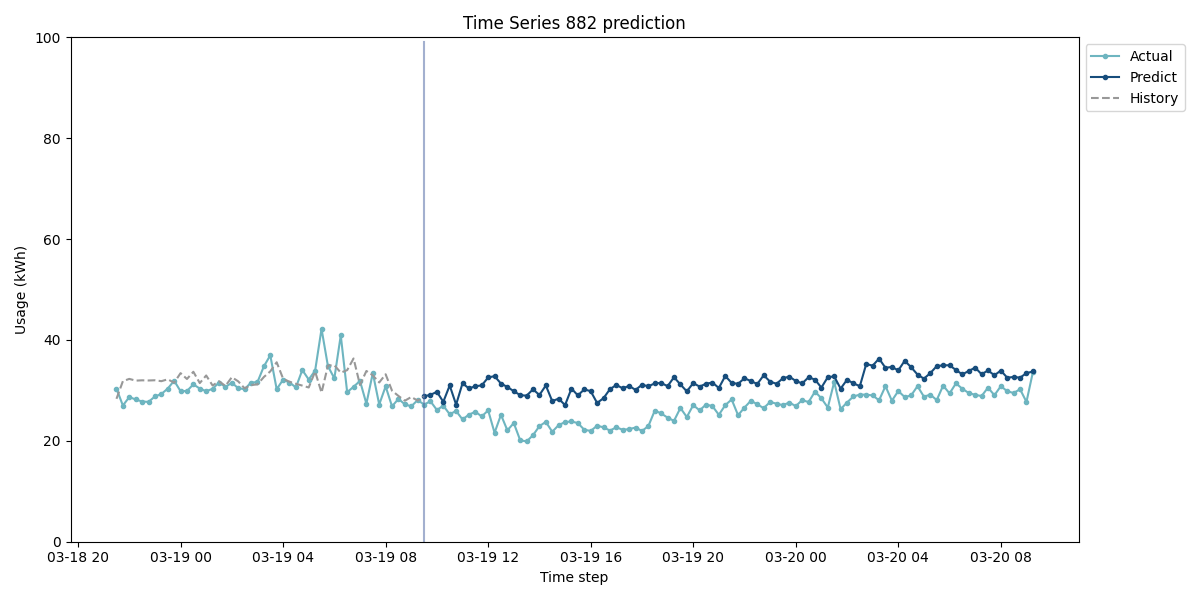 Time Series 882 prediction
100
80
60
40
20
0
Usage (kWh)
03-18 20
03-19 00
03-19 04
03-19 08
03-19 12
03-19 16
03-19 20
03-20 00
03-20 04
03-20 08
Time step
Actual
Predict
History